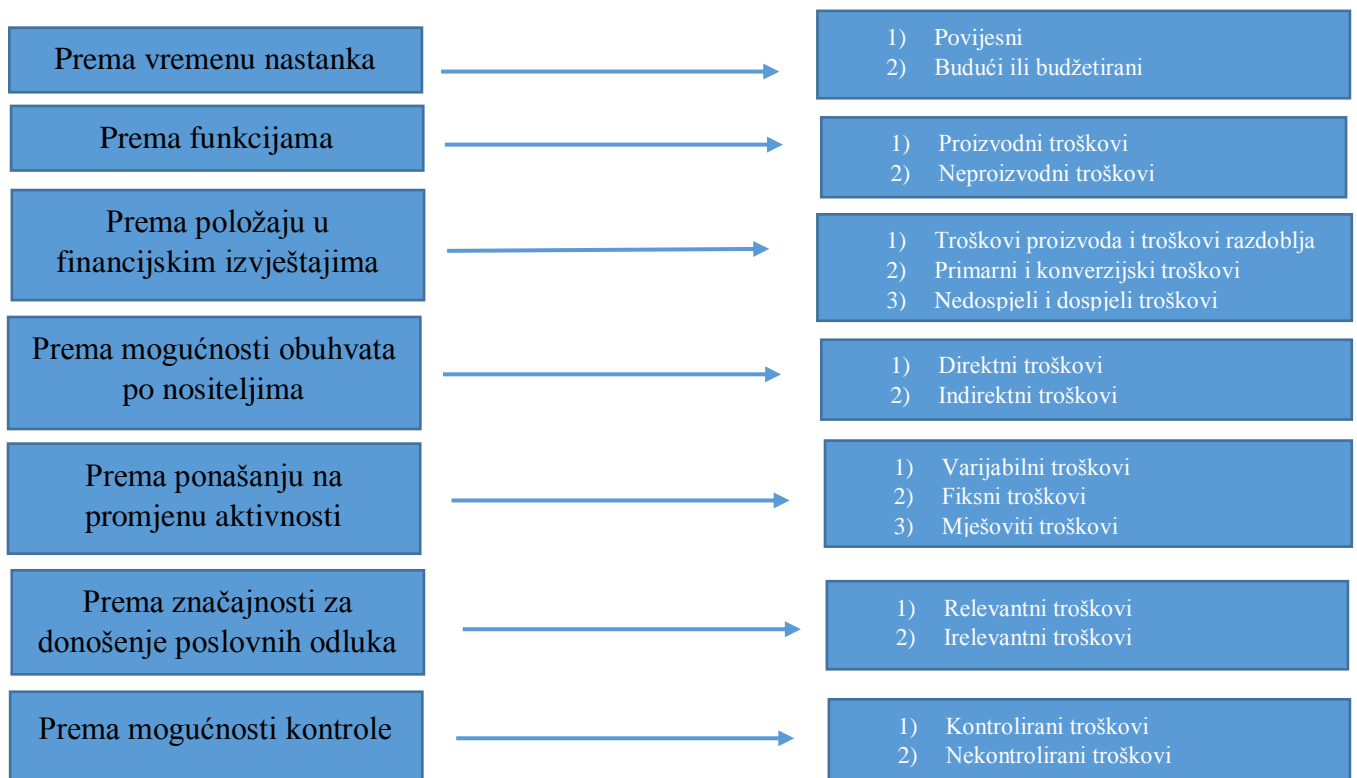 Prema vremenu nastanka
1) Povijesni
2) Budući ili budžetirani
Prema funkcijama
1) Proizvodni troškovi
2) Neproizvodni troškovi
Prema položaju u
financijskim izvještajima
1) Troškovi proizvoda i troškovi razdoblja
2) Primarni i konverzijski troškovi
3) Nedospjeli i dospjeli troškovi
Prema mogućnosti obuhvata
po nositeljima
1) Direktni troškovi
2) Indirektni troškovi
Prema ponašanju na
promjenu aktivnosti
1) Varijabilni troškovi
2) Fiksni troškovi
3) Mješoviti troškovi
Prema značajnosti za
donošenje poslovnih odluka
1) Relevantni troškovi
2) Irelevantni troškovi
Prema mogućnosti kontrole
1) Kontrolirani troškovi
2) Nekontrolirani troškovi